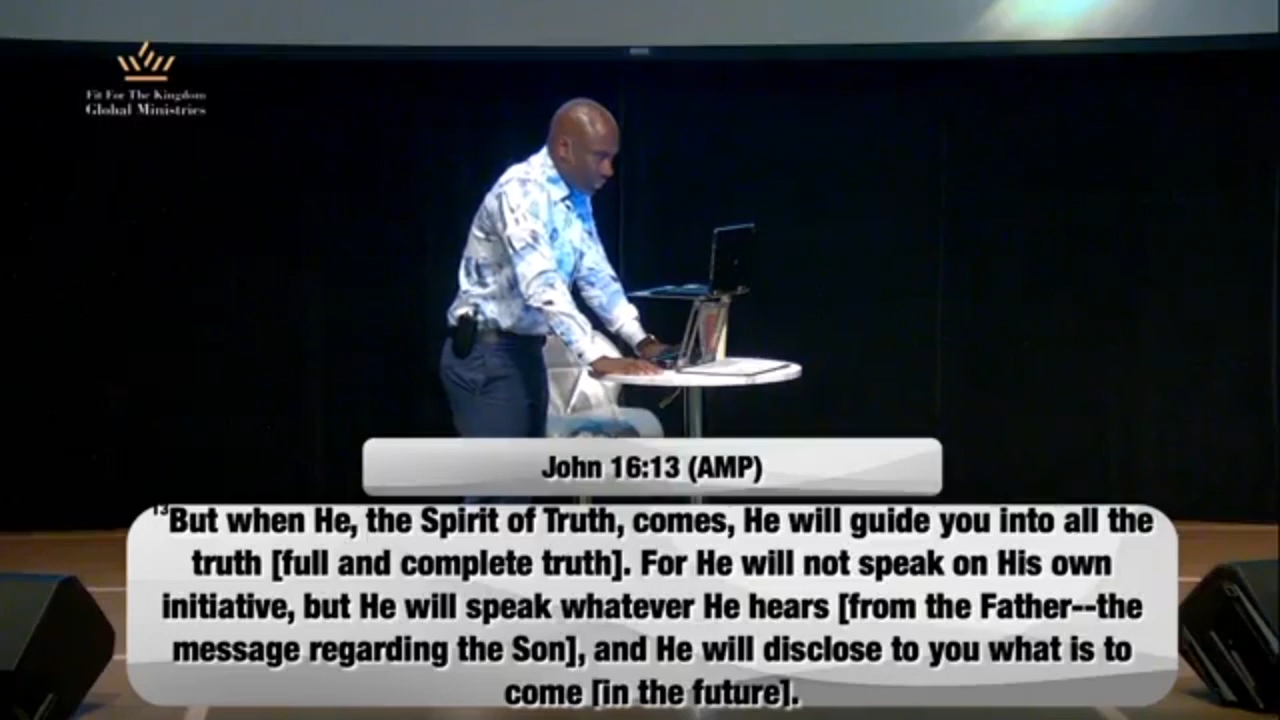 Fit For The Kingdom
Global Ministries
John 16:13 (AMP)
13But when He, the Spirit of Truth, comes, He will guide you into all the
truth [full and complete truth]. For He will not speak on His own
initiative, but He will speak whatever He hears [from the Father--the
message regarding the Son], and He will disclose to you what is to
come [in the future].